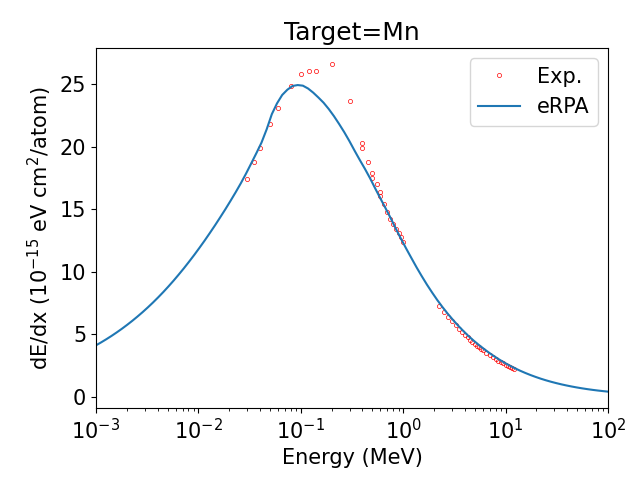 Target=Mn
Exp.
eRPA
dE/dx (10⁻¹⁵ eV cm²/atom)
25
20
15
10
5
0
10⁻³ 10⁻² 10⁻¹ 10⁰ 10¹ 10²
Energy (MeV)